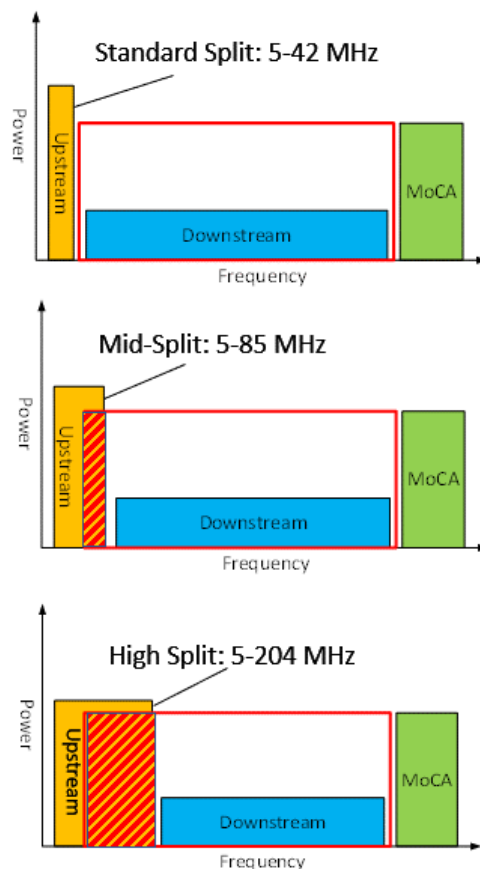 Standard Split: 5-42 MHz
Power
Upstream
Downstream
MoCA
Frequency
Mid-Split: 5-85 MHz
Power
Upstream
Downstream
MoCA
Frequency
High Split: 5-204 MHz
Power
Upstream
Downstream
MoCA
Frequency